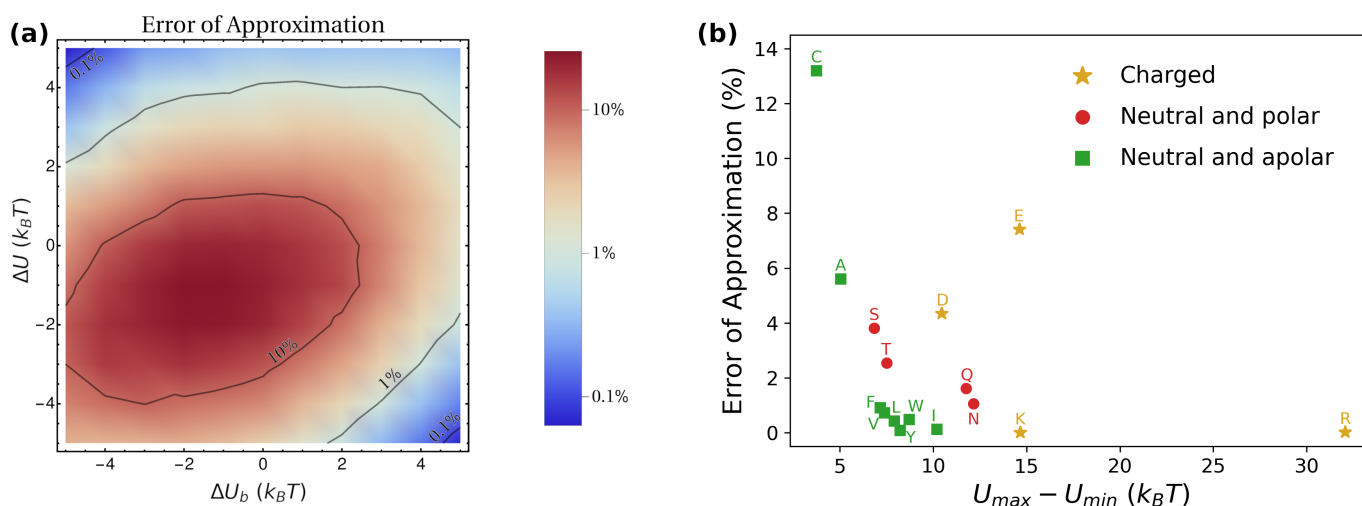 (a)
Error of Approximation
0.1%
10%
1%
0.1%
4
2
0
−2
−4
ΔU (k_BT)
−4
−2
0
2
4
ΔU_b (k_BT)
10%
1%
0.1%
(b)
14
12
10
8
6
4
2
0
Error of Approximation (%)
C
Charged
Neutral and polar
Neutral and apolar
E
A
D
S
T
Q
F
L
W
I
N
K
R
V
Y
5
10
15
20
25
30
U_max − U_min (k_BT)